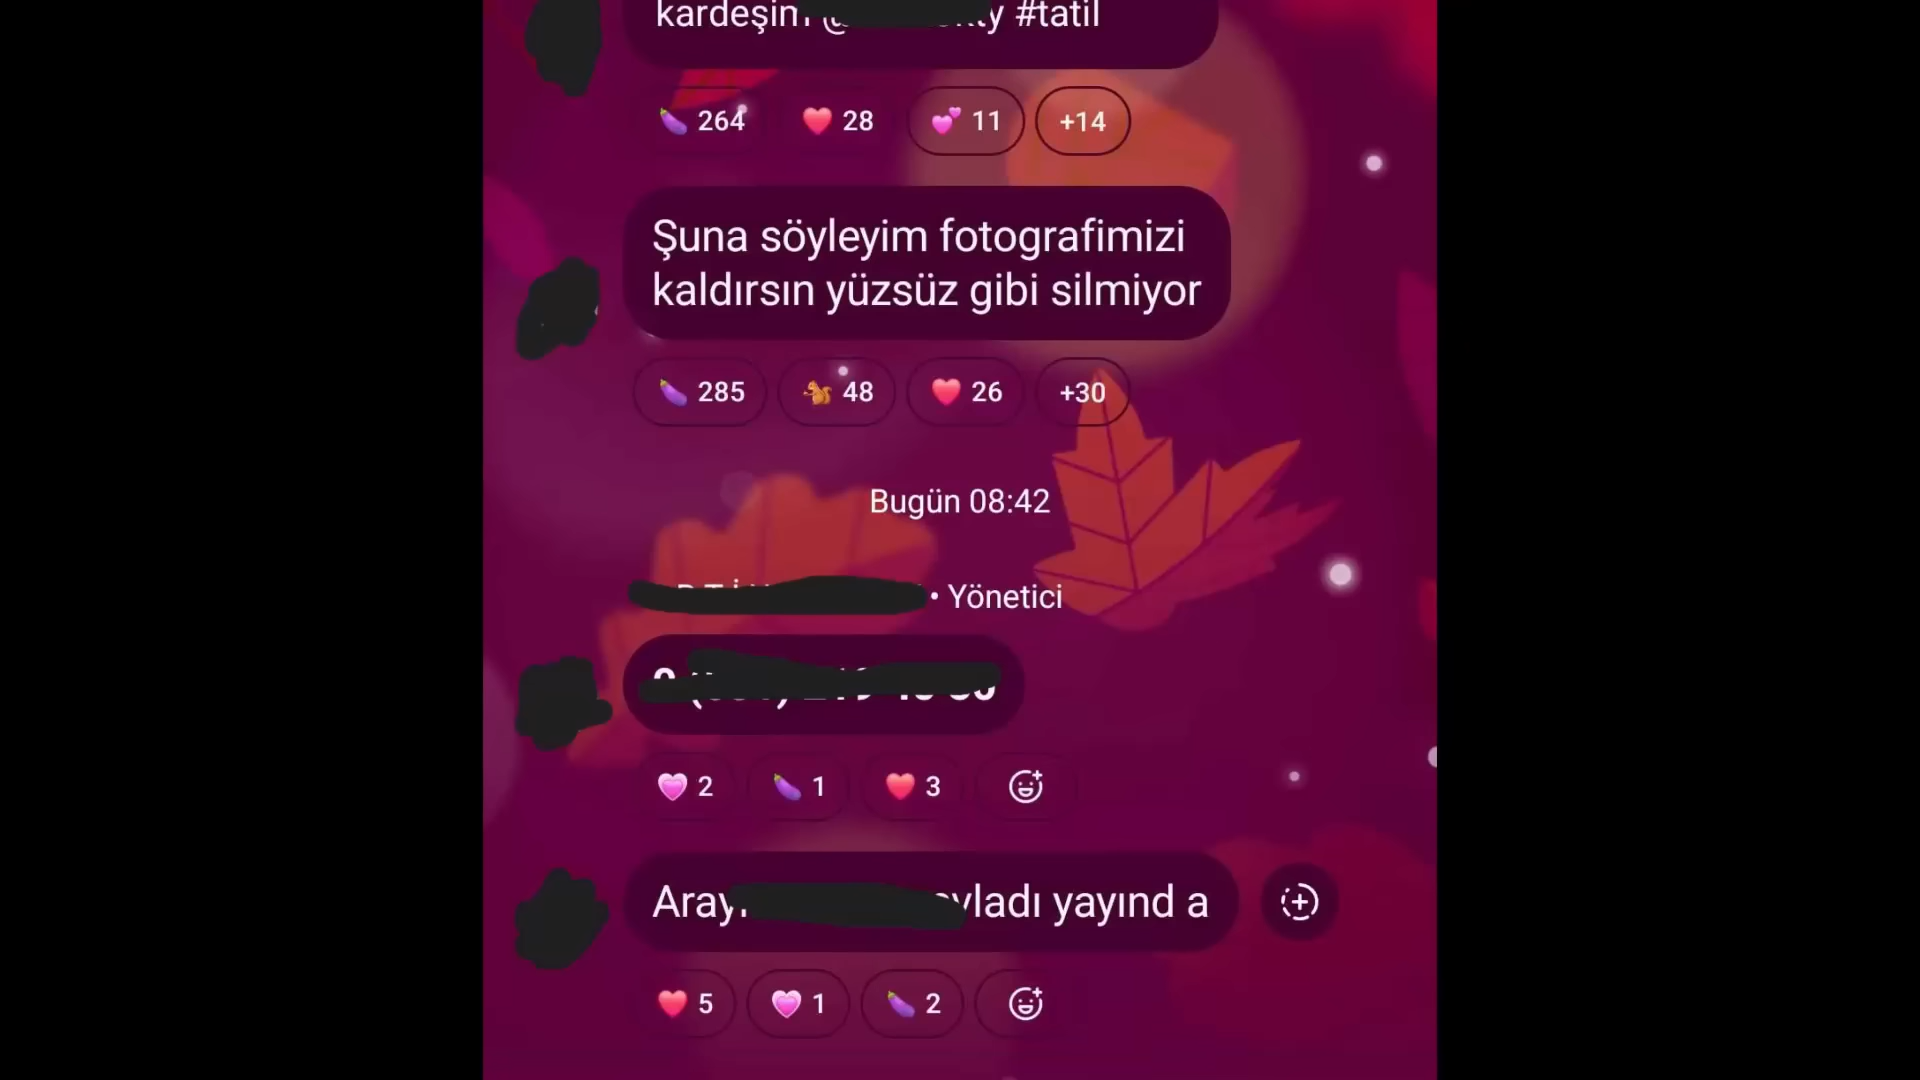 #tatil
264 28 11 +14
Şuna söyleyim fotografimizi
kaldırsın yüzsüz gibi silmiyor
285 48 26 +30
Bugün 08:42
• Yönetici
2 1 3
yayınd a
5 1 2